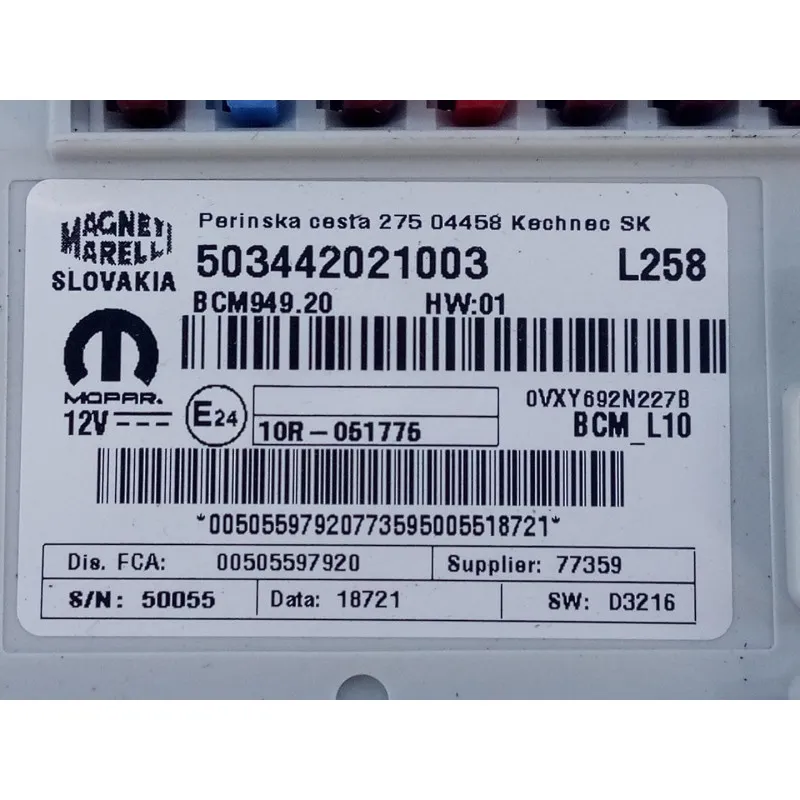 MAGNETI
MARELLI
SLOVAKIA
Perinska cesta 275 04458 Kechnec SK
503442021003 L258
BCM949.20 HW:01
MOPAR.
12V
E24
10R-051775
0VXY692N227B
BCM_L10
*00505597920773595005518721*
Dis. FCA: 00505597920 Supplier: 77359
S/N: 50055 Data: 18721 SW: D3216